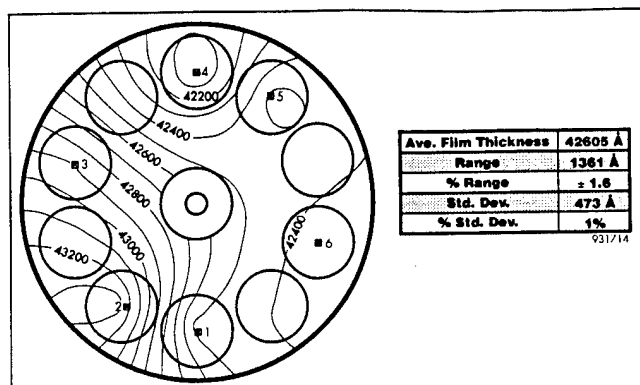 4
42200
5
42400
42600
3
42800
42400
6
43000
43200
2
1
Ave. Film Thickness 42605 Å
Range 1361 Å
% Range ± 1.6
Std. Dev. 473 Å
% Std. Dev. 1%
931714